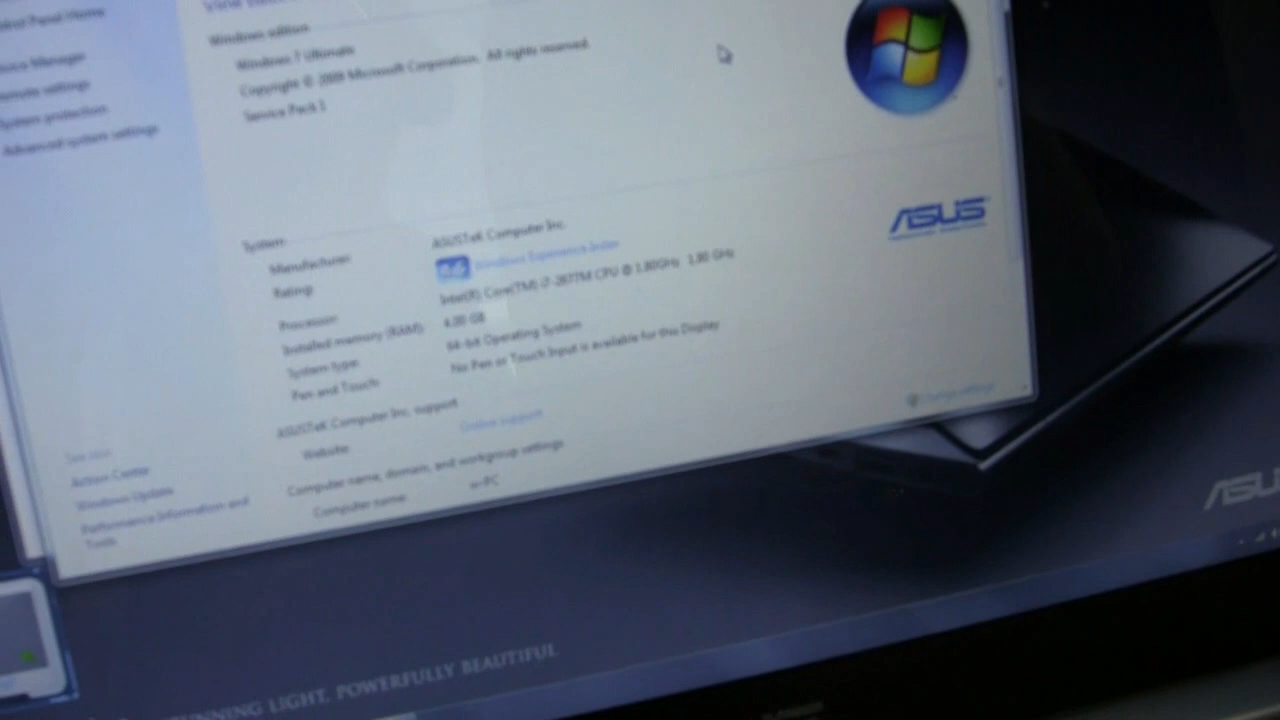 Control Panel Home
Device Manager
Remote settings
System protection
Advanced system settings
Windows edition
Windows 7 Ultimate
Copyright © 2009 Microsoft Corporation. All rights reserved.
Service Pack 1
System
Manufacturer: ASUSTeK Computer Inc.
Rating: Windows Experience Index
Processor: Intel(R) Core(TM) i7-2677M CPU @ 1.80GHz 1.80 GHz
Installed memory (RAM): 4.00 GB
System type: 64-bit Operating System
Pen and Touch: No Pen or Touch Input is available for this Display
ASUSTeK Computer Inc. support
Website: Online support
Computer name, domain, and workgroup settings
Computer name:
Change settings
See also
Action Center
Windows Update
Performance Information and
Tools
ASUS
ASUS
LIGHT, POWERFULLY BEAUTIFUL